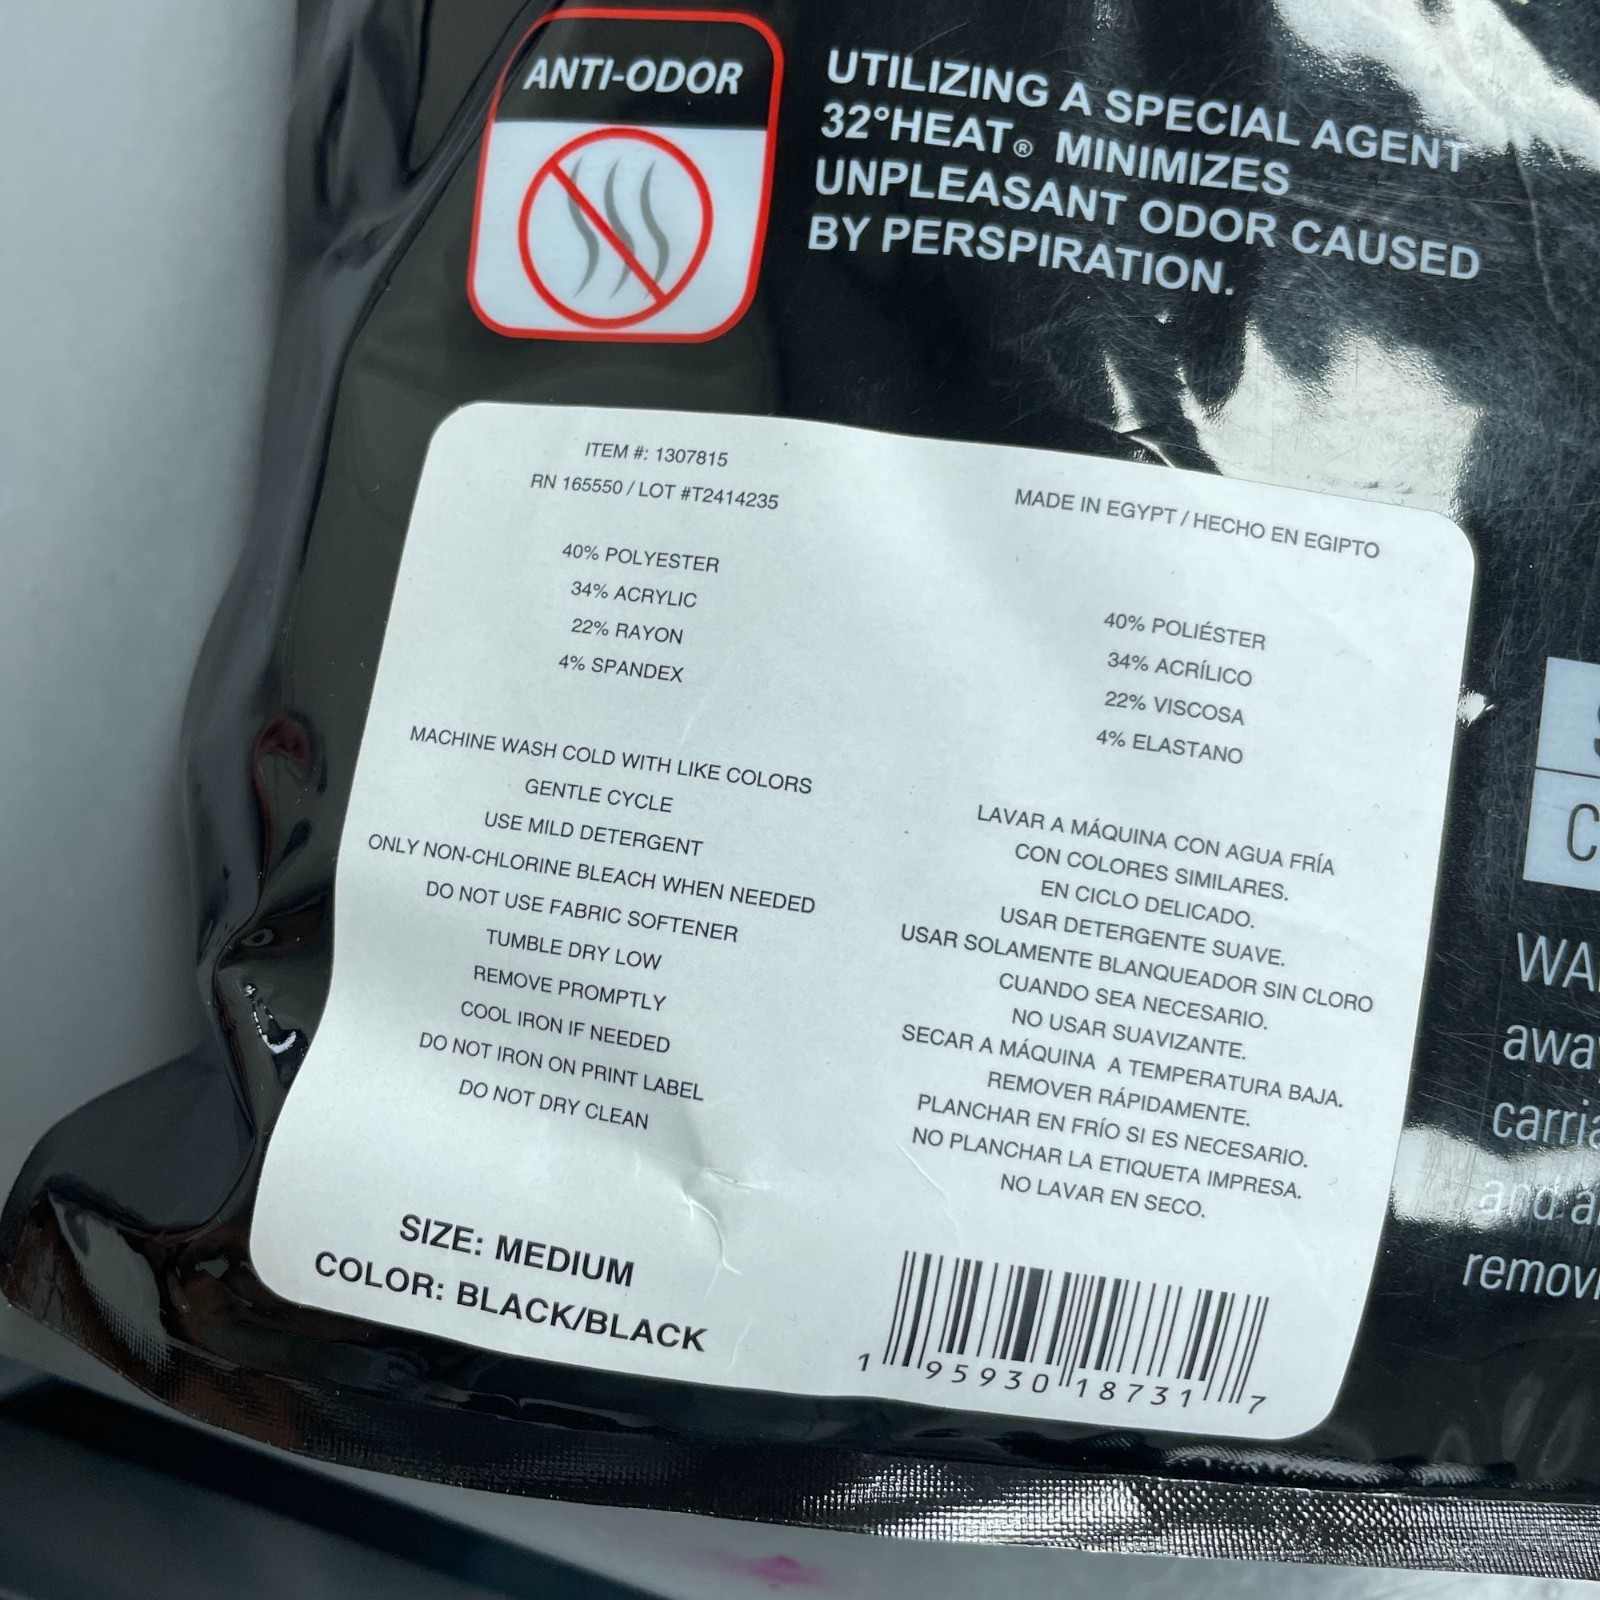 ANTI-ODOR
UTILIZING A SPECIAL AGENT
32°HEAT® MINIMIZES
UNPLEASANT ODOR CAUSED
BY PERSPIRATION.
ITEM #: 1307815
RN 165550 / LOT #T2414235
40% POLYESTER
34% ACRYLIC
22% RAYON
4% SPANDEX
MACHINE WASH COLD WITH LIKE COLORS
GENTLE CYCLE
USE MILD DETERGENT
ONLY NON-CHLORINE BLEACH WHEN NEEDED
DO NOT USE FABRIC SOFTENER
TUMBLE DRY LOW
REMOVE PROMPTLY
COOL IRON IF NEEDED
DO NOT IRON ON PRINT LABEL
DO NOT DRY CLEAN
SIZE: MEDIUM
COLOR: BLACK/BLACK
MADE IN EGYPT / HECHO EN EGIPTO
40% POLIÉSTER
34% ACRÍLICO
22% VISCOSA
4% ELASTANO
LAVAR A MÁQUINA CON AGUA FRÍA
CON COLORES SIMILARES.
EN CICLO DELICADO.
USAR DETERGENTE SUAVE.
USAR SOLAMENTE BLANQUEADOR SIN CLORO
CUANDO SEA NECESARIO.
NO USAR SUAVIZANTE.
SECAR A MÁQUINA A TEMPERATURA BAJA.
REMOVER RÁPIDAMENTE.
PLANCHAR EN FRÍO SI ES NECESARIO.
NO PLANCHAR LA ETIQUETA IMPRESA.
NO LAVAR EN SECO.
1 95930 18731 7